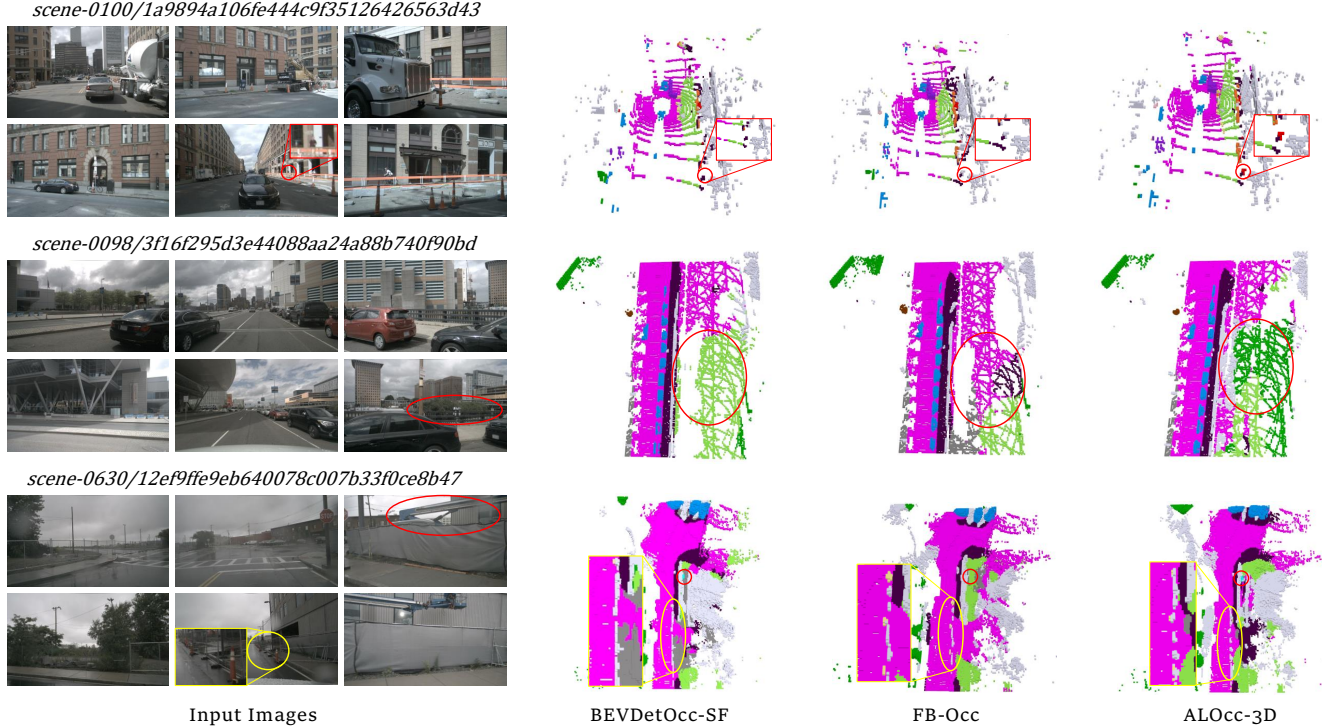 scene-0100/1a9894a106fe444c9f35126426563d43
scene-0098/3f16f295d3e44088aa24a88b740f90bd
scene-0630/12ef9ffe9eb640078c007b33f0ce8b47
Input Images
BEVDetOcc-SF
FB-Occ
ALOcc-3D